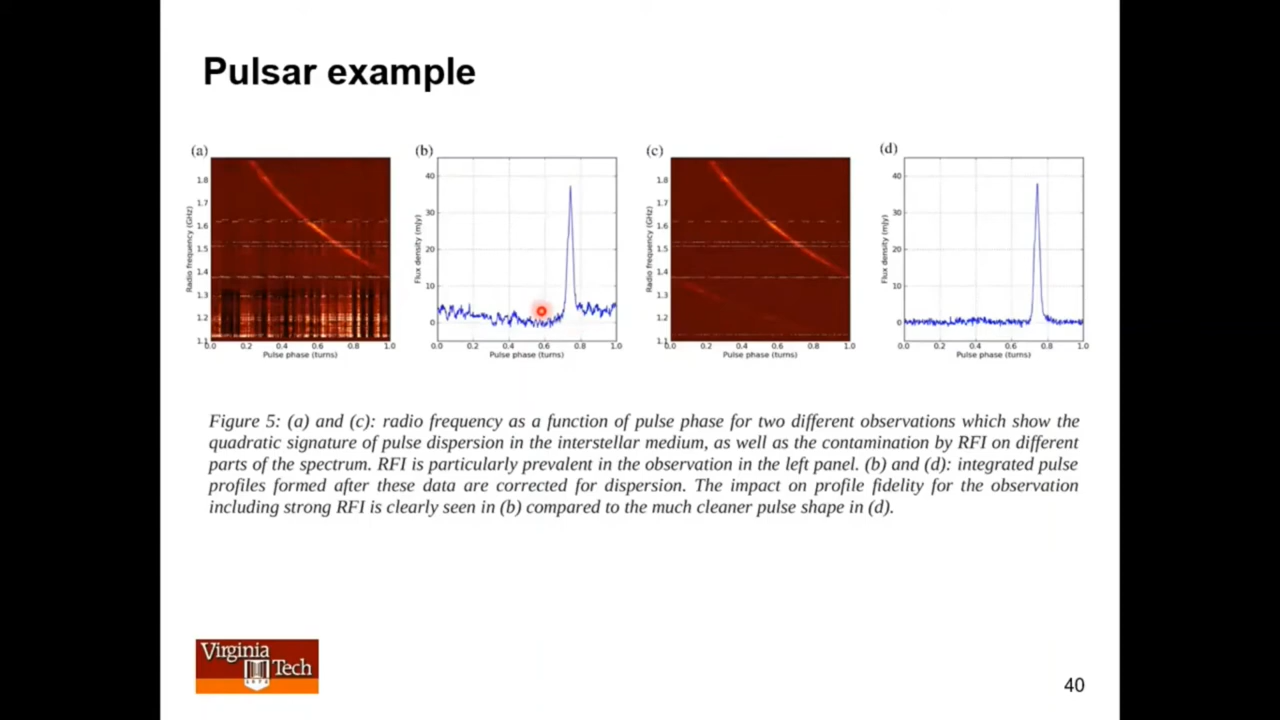 Pulsar example
(a)
(b)
(c)
(d)
Radio frequency (GHz)
1.8
1.7
1.6
1.5
1.4
1.3
1.2
1.1
0.0 0.2 0.4 0.6 0.8 1.0
Pulse phase (turns)
Flux density (mJy)
40
30
20
10
0
0.0 0.2 0.4 0.6 0.8 1.0
Pulse phase (turns)
Radio frequency (GHz)
1.8
1.7
1.6
1.5
1.4
1.3
1.2
1.1
0.0 0.2 0.4 0.6 0.8 1.0
Pulse phase (turns)
Flux density (mJy)
40
30
20
10
0
0.0 0.2 0.4 0.6 0.8 1.0
Pulse phase (turns)
Figure 5: (a) and (c): radio frequency as a function of pulse phase for two different observations which show the
quadratic signature of pulse dispersion in the interstellar medium, as well as the contamination by RFI on different
parts of the spectrum. RFI is particularly prevalent in the observation in the left panel. (b) and (d): integrated pulse
profiles formed after these data are corrected for dispersion. The impact on profile fidelity for the observation
including strong RFI is clearly seen in (b) compared to the much cleaner pulse shape in (d).
Virginia
Tech
1872
40